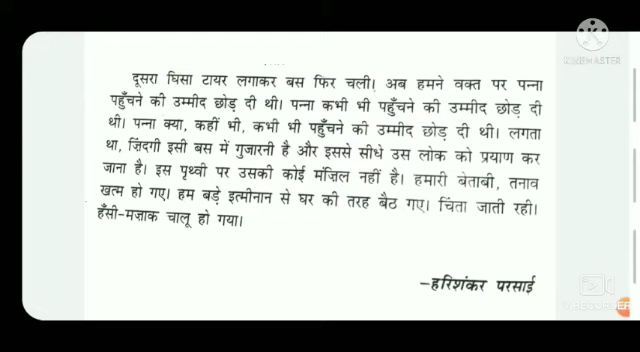 दूसरा घिसा टायर लगाकर बस फिर चली। अब हमने वक्त पर पन्ना
पहुँचने की उम्मीद छोड़ दी थी। पन्ना कभी भी पहुँचने की उम्मीद छोड़ दी
थी। पन्ना क्या, कहीं भी, कभी भी पहुँचने की उम्मीद छोड़ दी थी। लगता
था, ज़िंदगी इसी बस में गुजारनी है और इससे सीधे उस लोक को प्रयाण कर
जाना है। इस पृथ्वी पर उसकी कोई मंज़िल नहीं है। हमारी बेताबी, तनाव
खत्म हो गए। हम बड़े इत्मीनान से घर की तरह बैठ गए। चिंता जाती रही।
हँसी-मज़ाक चालू हो गया।
–हरिशंकर परसाई
KINEMASTER